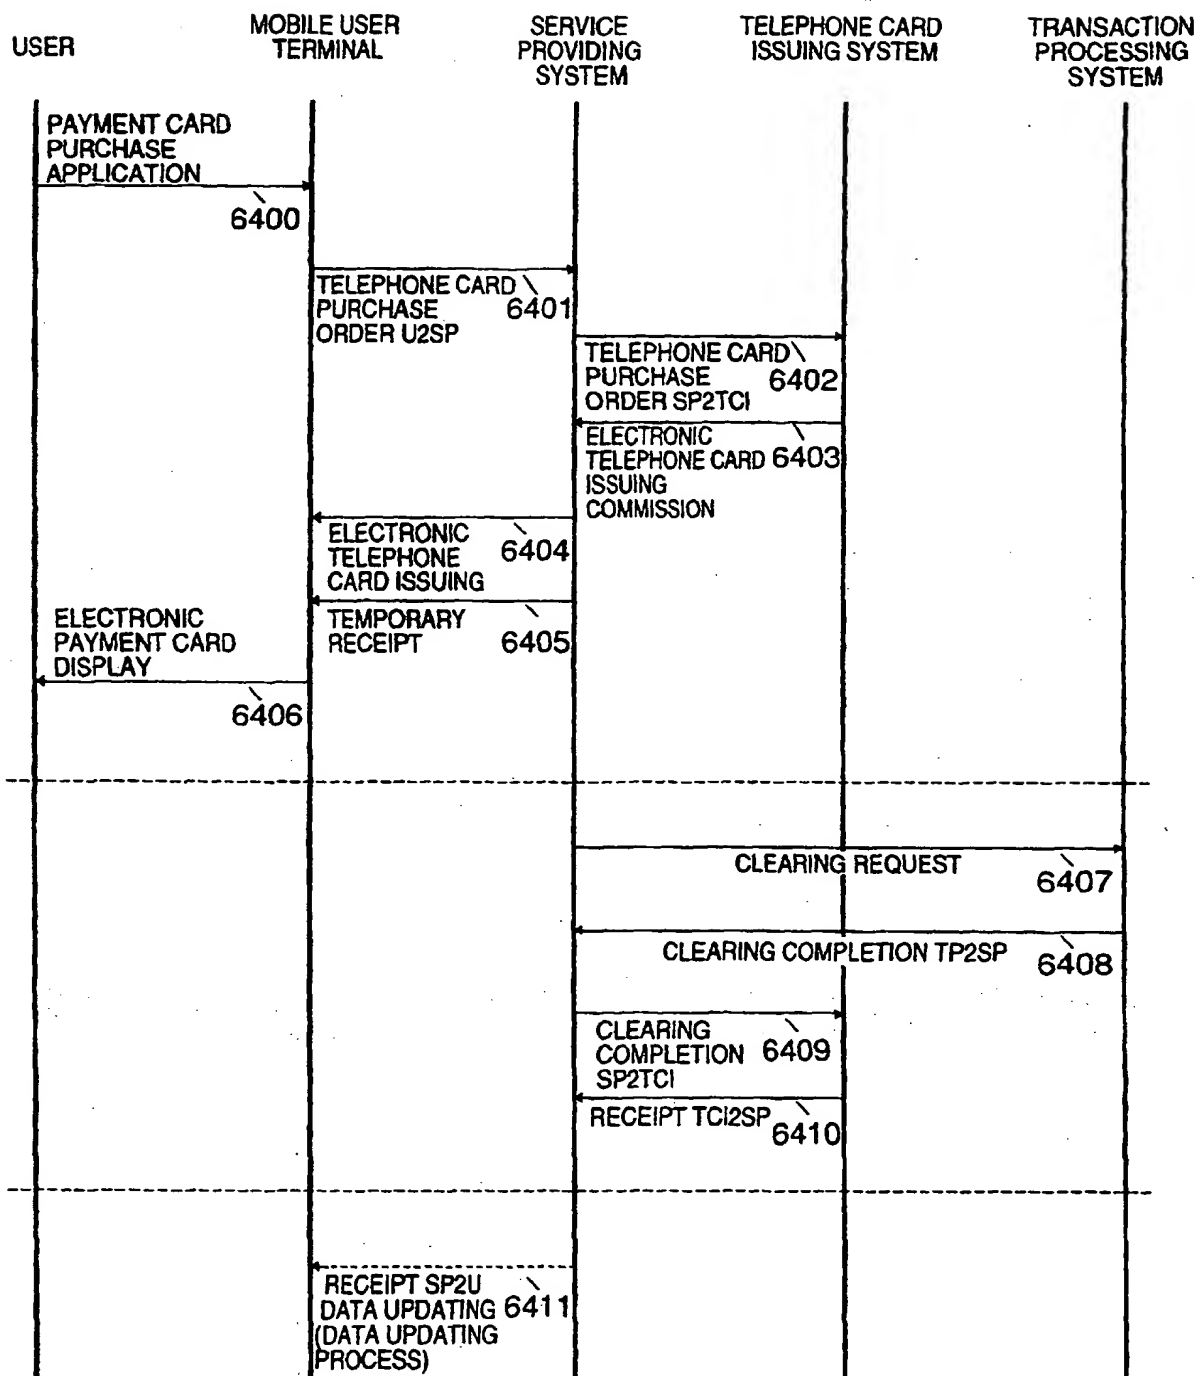 USER
MOBILE USER
TERMINAL
SERVICE
PROVIDING
SYSTEM
TELEPHONE CARD
ISSUING SYSTEM
TRANSACTION
PROCESSING
SYSTEM
PAYMENT CARD
PURCHASE
APPLICATION
6400
TELEPHONE CARD
PURCHASE
ORDER U2SP
6401
TELEPHONE CARD
PURCHASE
ORDER SP2TCI
6402
ELECTRONIC
TELEPHONE CARD
ISSUING
COMMISSION
6403
ELECTRONIC
TELEPHONE
CARD ISSUING
6404
TEMPORARY
RECEIPT
6405
ELECTRONIC
PAYMENT CARD
DISPLAY
6406
CLEARING REQUEST
6407
CLEARING COMPLETION TP2SP
6408
CLEARING
COMPLETION
SP2TCI
6409
RECEIPT TCI2SP
6410
RECEIPT SP2U
DATA UPDATING
(DATA UPDATING
PROCESS)
6411